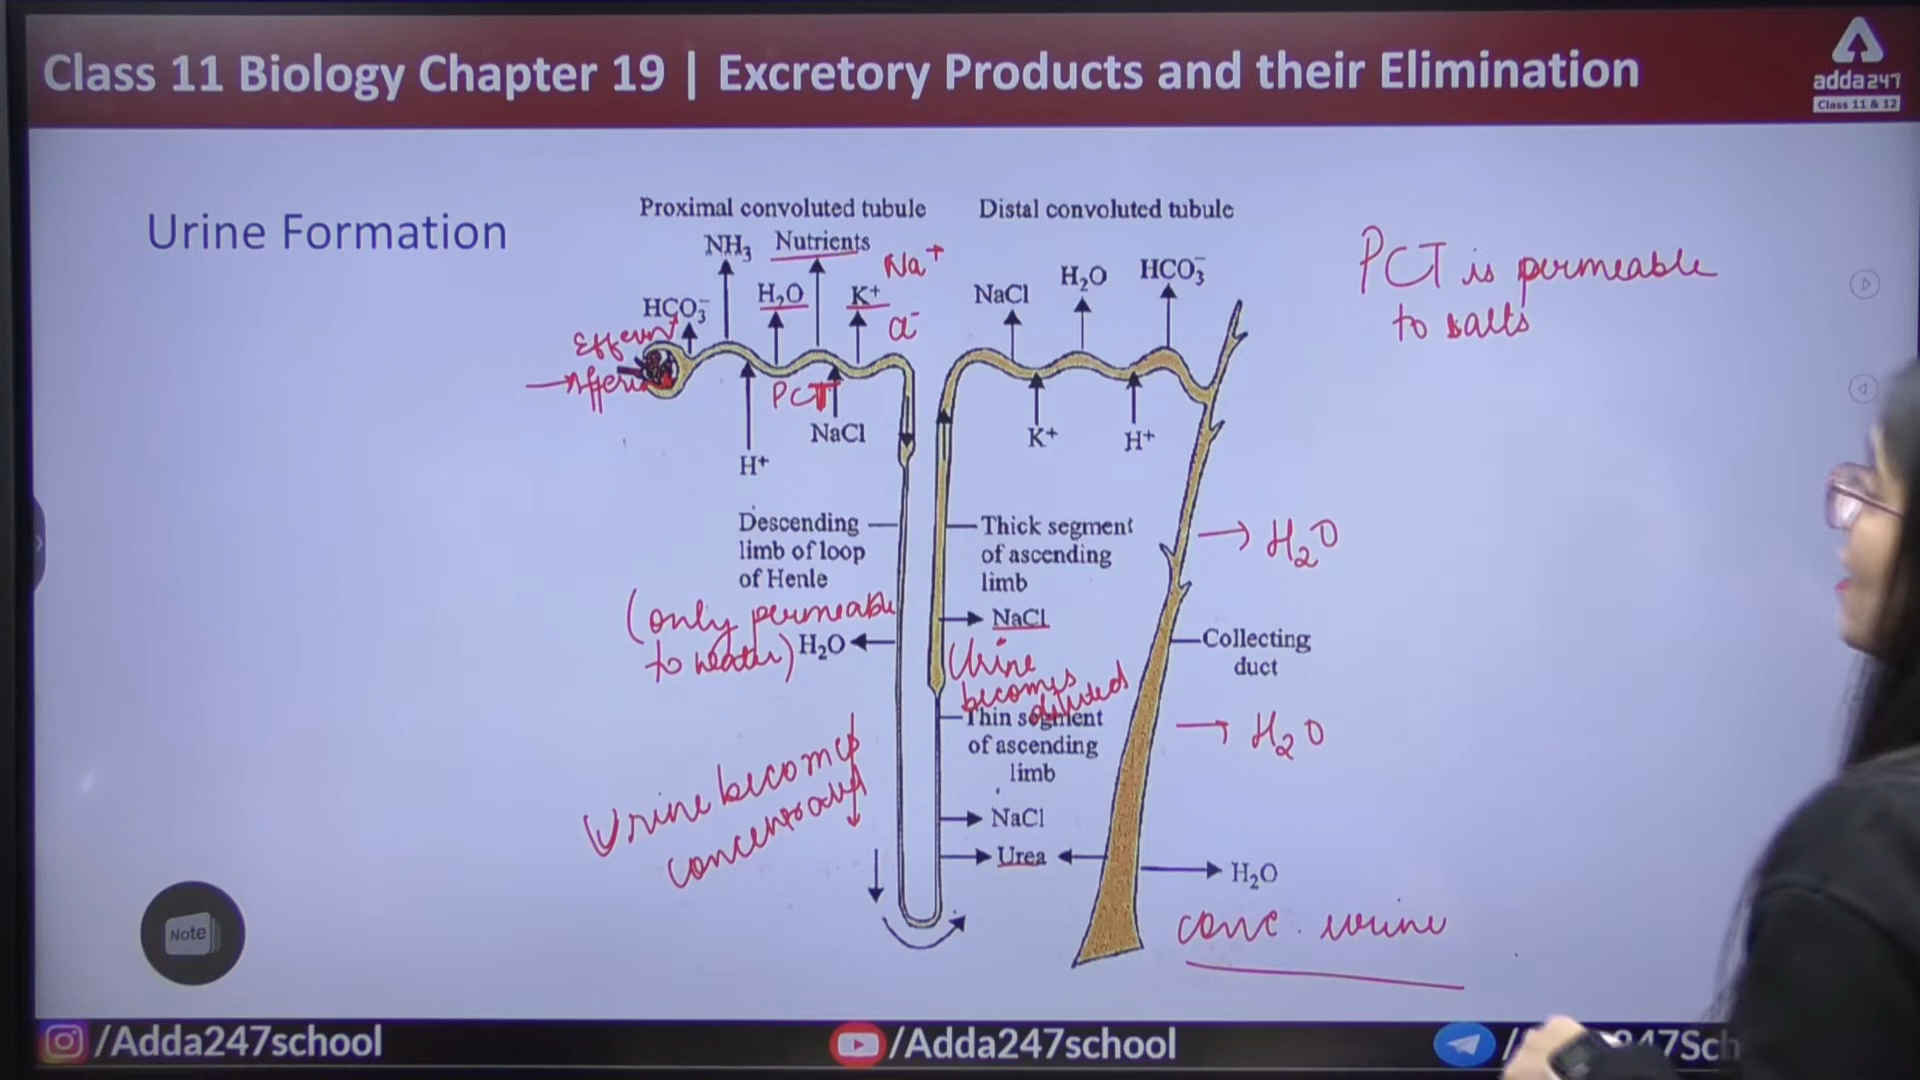 Class 11 Biology Chapter 19 | Excretory Products and their Elimination
adda247
Class 11 & 12
Urine Formation
Proximal convoluted tubule
Distal convoluted tubule
NH₃
Nutrients
Na⁺
HCO₃⁻
H₂O
K⁺
Cl⁻
NaCl
H₂O
HCO₃⁻
PCT is permeable
to salts
Efferent
PCT
NaCl
H⁺
K⁺
H⁺
Descending
limb of loop
of Henle
(only permeable
to water)
H₂O
Thick segment
of ascending
limb
NaCl
Urine
becomes
diluted
Thin segment
of ascending
limb
NaCl
Urea
Urine becomes
concentrated
→ H₂O
Collecting
duct
→ H₂O
H₂O
conc. urine
Note
/Adda247school
/Adda247school